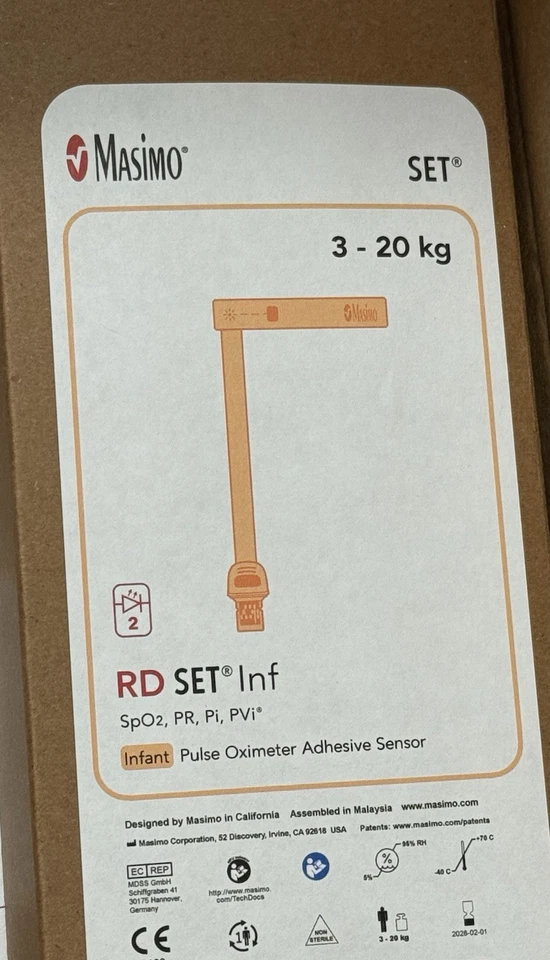 Masimo®
SET®
3 - 20 kg
Masimo
2
RD SET® Inf
SpO2, PR, Pi, PVi®
Infant Pulse Oximeter Adhesive Sensor
Designed by Masimo in California Assembled in Malaysia www.masimo.com
Masimo Corporation, 52 Discovery, Irvine, CA 92618 USA Patents: www.masimo.com/patents
EC REP
MDSS GmbH
Schiffgraben 41
30175 Hannover,
Germany
http://www.masimo.
com/TechDocs
%
95% RH
5%
+70 C
-40 C
CE
1
NON
STERILE
3 - 20 kg
2028-02-01